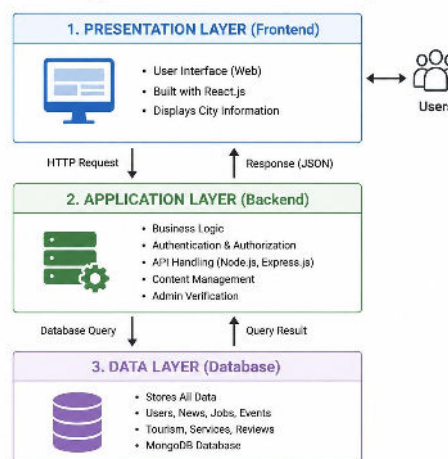 1. PRESENTATION LAYER (Frontend)
• User Interface (Web)
• Built with React.js
• Displays City Information
Users
HTTP Request
Response (JSON)
2. APPLICATION LAYER (Backend)
• Business Logic
• Authentication & Authorization
• API Handling (Node.js, Express.js)
• Content Management
• Admin Verification
Database Query
Query Result
3. DATA LAYER (Database)
• Stores All Data
• Users, News, Jobs, Events
• Tourism, Services, Reviews
• MongoDB Database